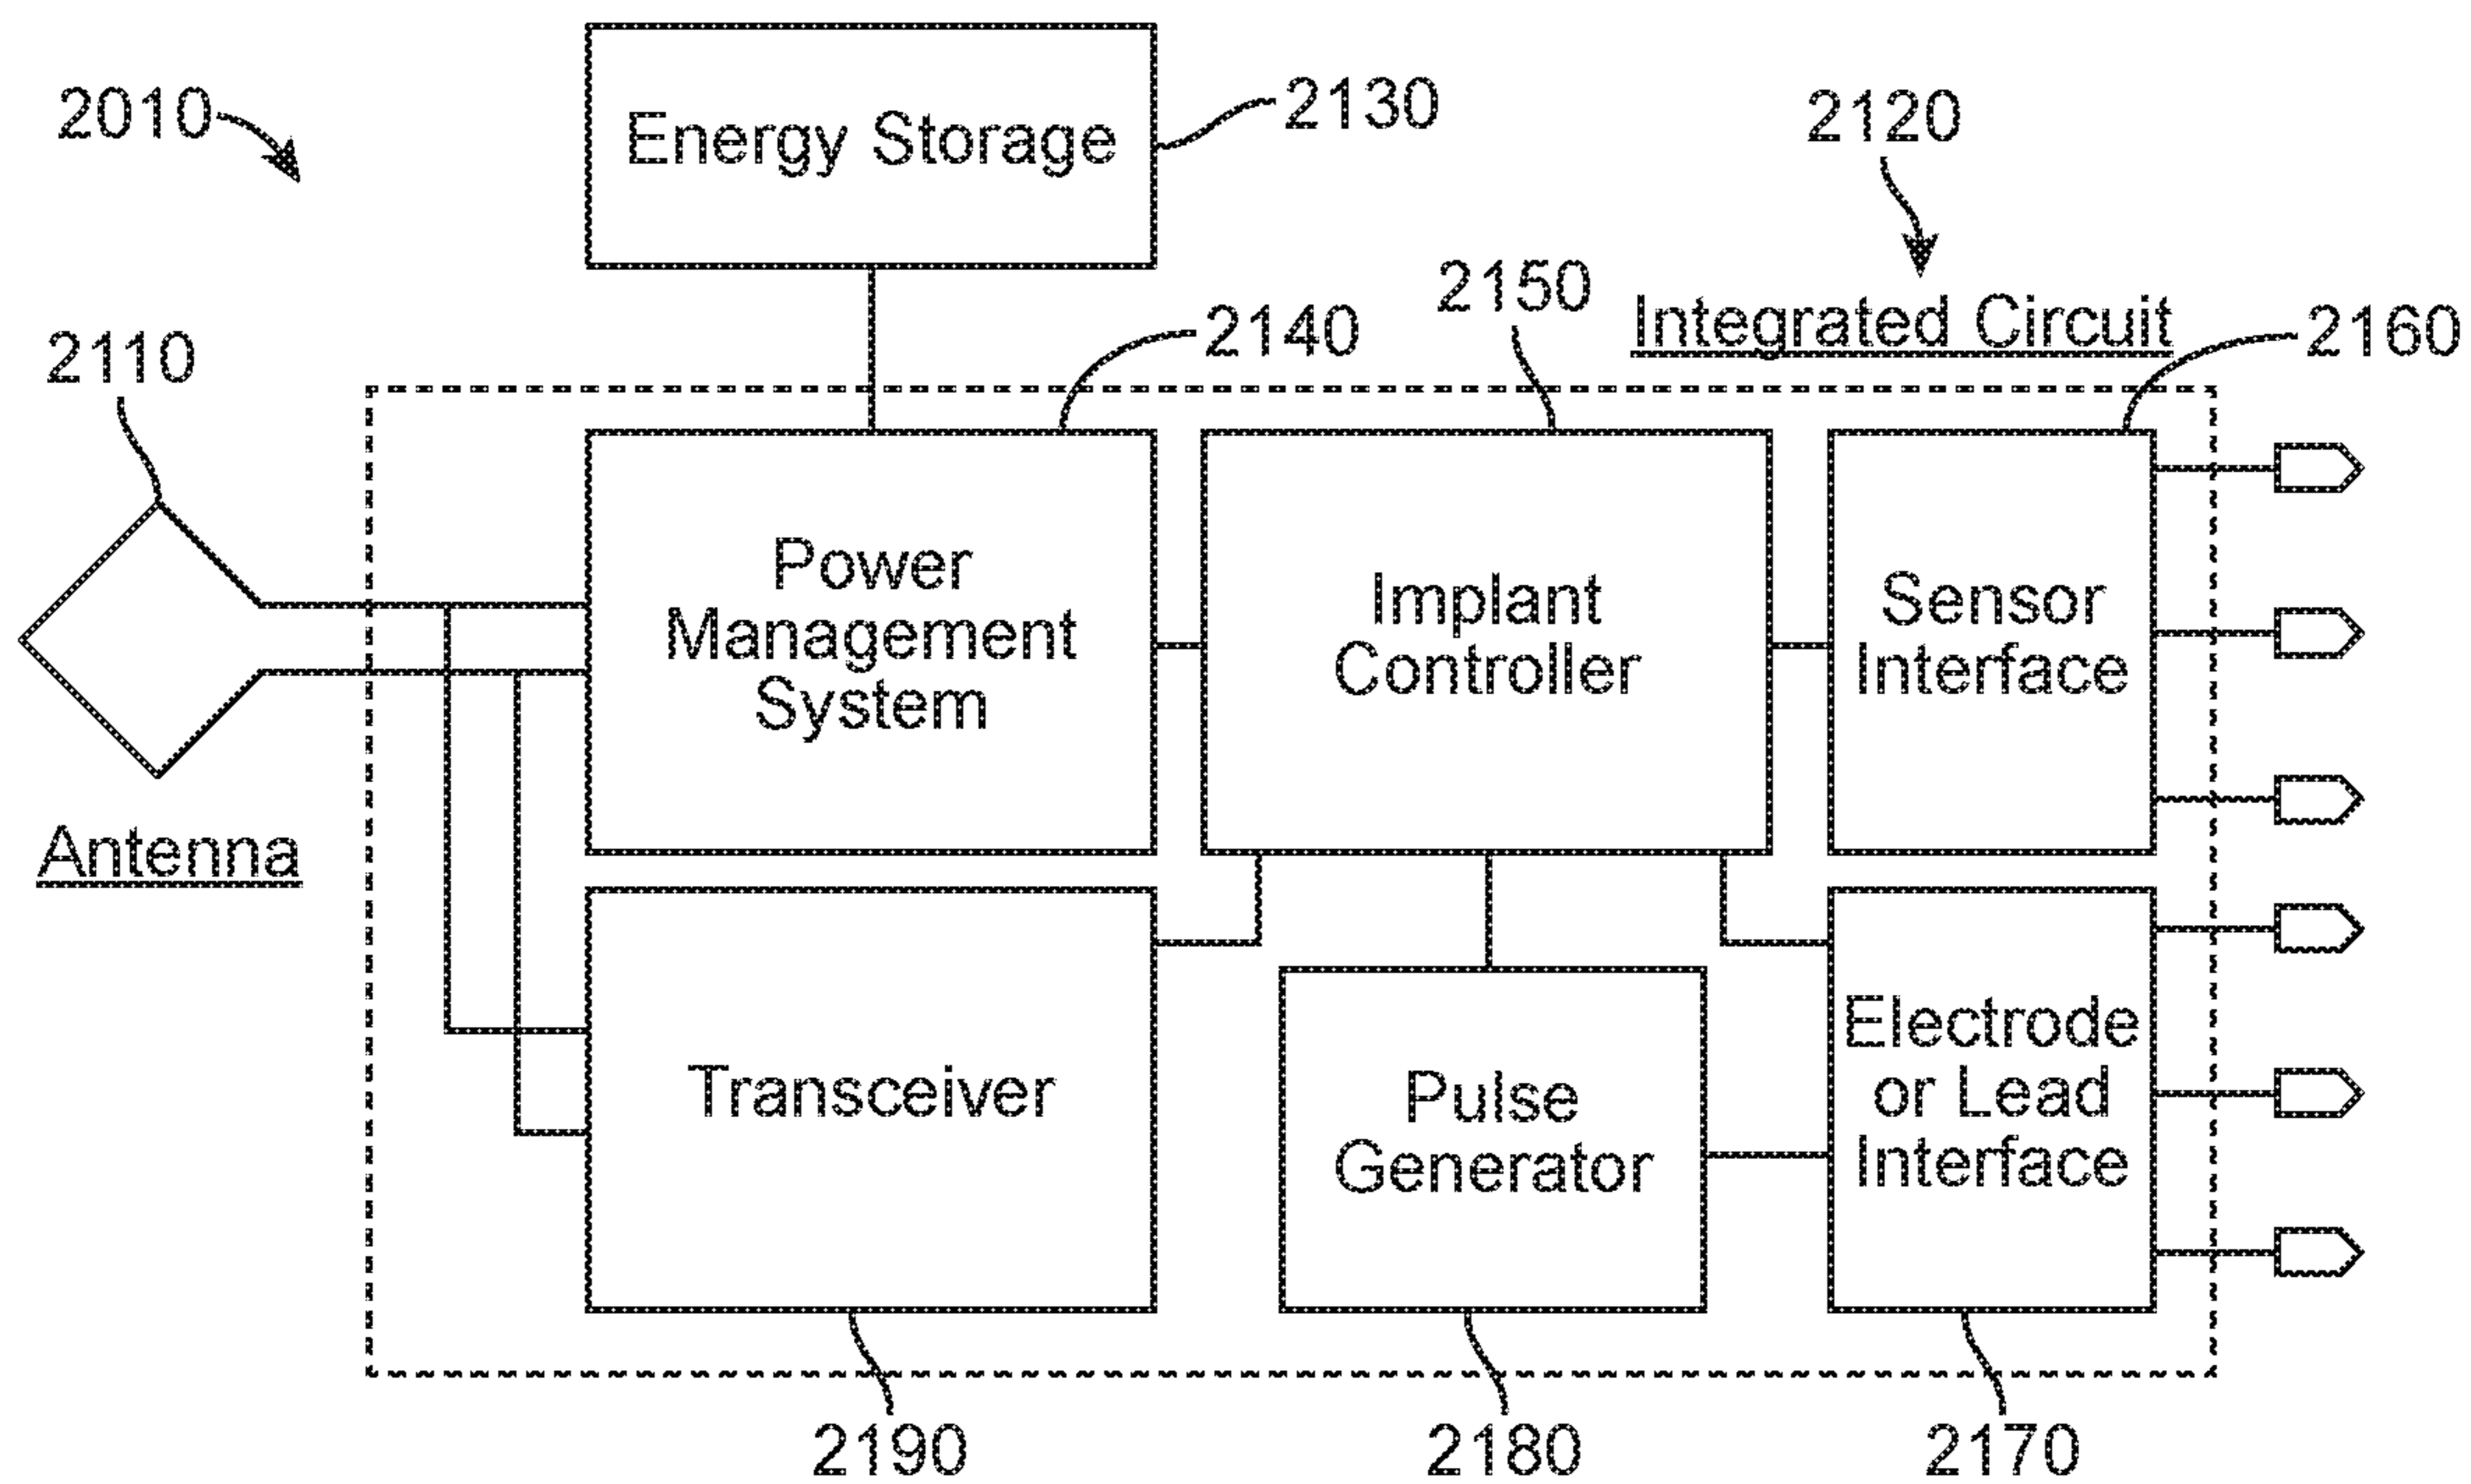 2010
Energy Storage
2130
2120
2110
2140
2150
Integrated Circuit
2160
Power
Management
System
Implant
Controller
Sensor
Interface
Antenna
Transceiver
Pulse
Generator
Electrode
or Lead
Interface
2190
2180
2170